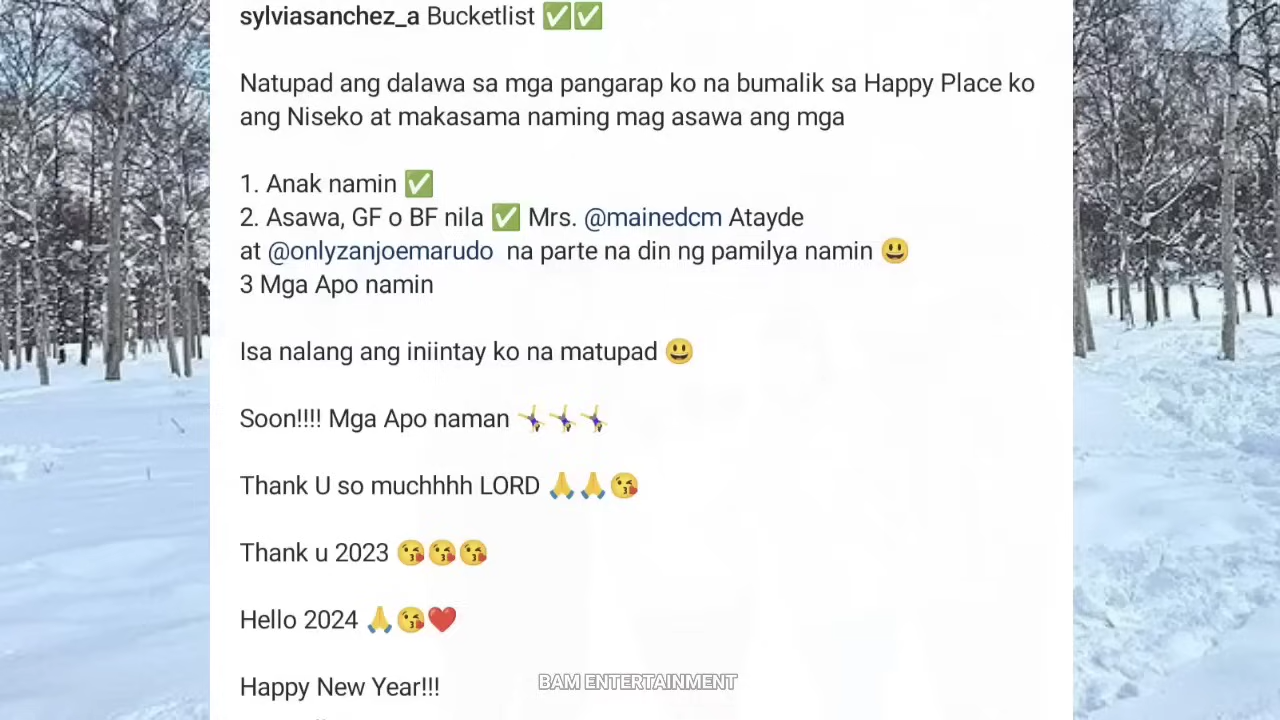 sylviasanchez_a Bucketlist ✅✅
Natupad ang dalawa sa mga pangarap ko na bumalik sa Happy Place ko
ang Niseko at makasama naming mag asawa ang mga
1. Anak namin ✅
2. Asawa, GF o BF nila ✅ Mrs. @mainedcm Atayde
at @onlyzanjoemarudo na parte na din ng pamilya namin 😃
3 Mga Apo namin
Isa nalang ang iniintay ko na matupad 😃
Soon!!!! Mga Apo naman 🤸‍♀️🤸‍♀️🤸‍♀️
Thank U so muchhhh LORD 🙏🙏😘
Thank u 2023 😘😘😘
Hello 2024 🙏😘❤️
Happy New Year!!!
BAM ENTERTAINMENT